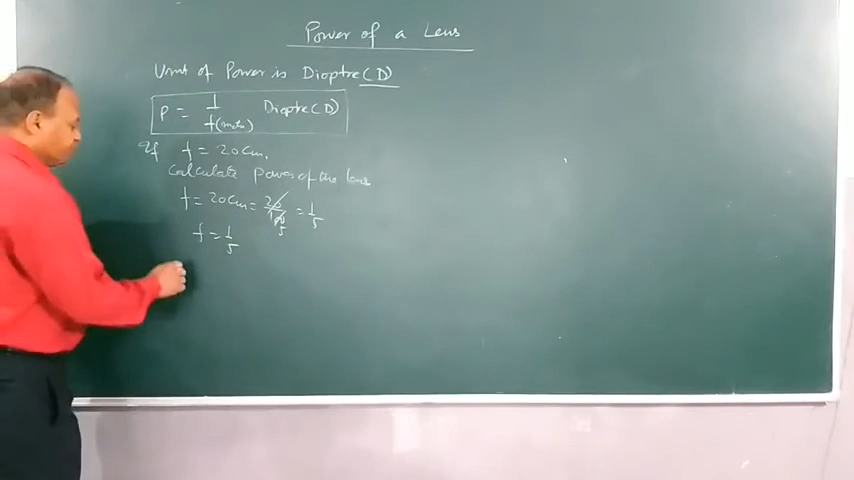 Power of a Lens
Unit of Power is Dioptre (D)
P = 1/f(metre) Dioptre (D)
If f = 20cm,
Calculate power of the lens
f = 20cm = 20/100 5 = 1/5
f = 1/5